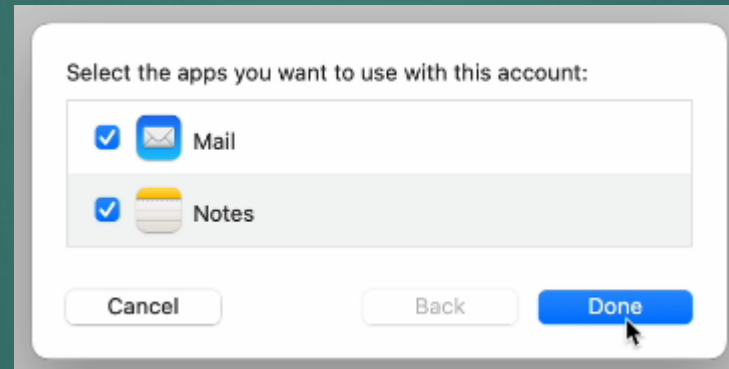 Select the apps you want to use with this account:
Mail
Notes
Cancel Back Done